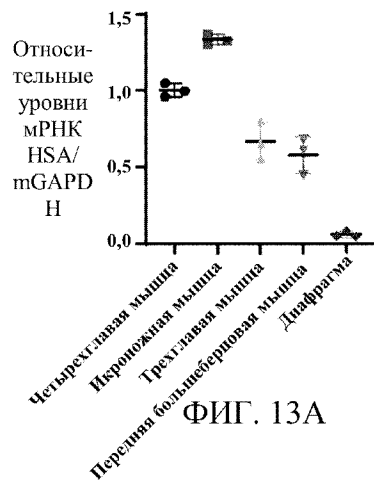 Относи-
тельные
уровни
мРНК
HSA/
mGAPD
H
1,5
1,0
0,5
0,0
Четырехглавая мышца
Икроножная мышца
Трехглавая мышца
Передняя большеберцовая мышца
Диафрагма
ФИГ. 13A